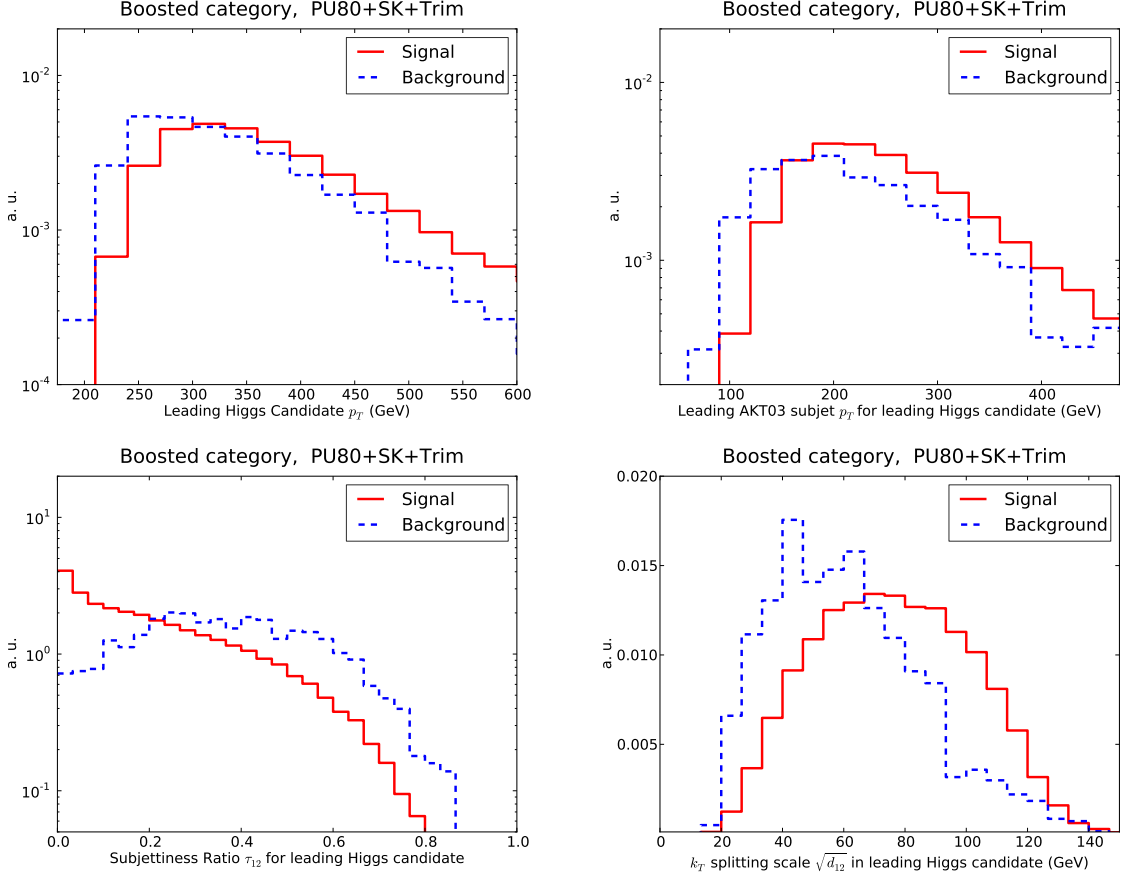 Boosted category,  PU80+SK+Trim
Signal
Background
10^-2
10^-3
10^-4
a. u.
200 250 300 350 400 450 500 550 600
Leading Higgs Candidate p_T (GeV)
Boosted category,  PU80+SK+Trim
Signal
Background
10^-2
10^-3
a. u.
100 200 300 400
Leading AKT03 subjet p_T for leading Higgs candidate (GeV)
Boosted category,  PU80+SK+Trim
Signal
Background
10^1
10^0
10^-1
a. u.
0.0 0.2 0.4 0.6 0.8 1.0
Subjettiness Ratio τ_12 for leading Higgs candidate
Boosted category,  PU80+SK+Trim
Signal
Background
0.020
0.015
0.010
0.005
a. u.
0 20 40 60 80 100 120 140
k_T splitting scale √d_12 in leading Higgs candidate (GeV)